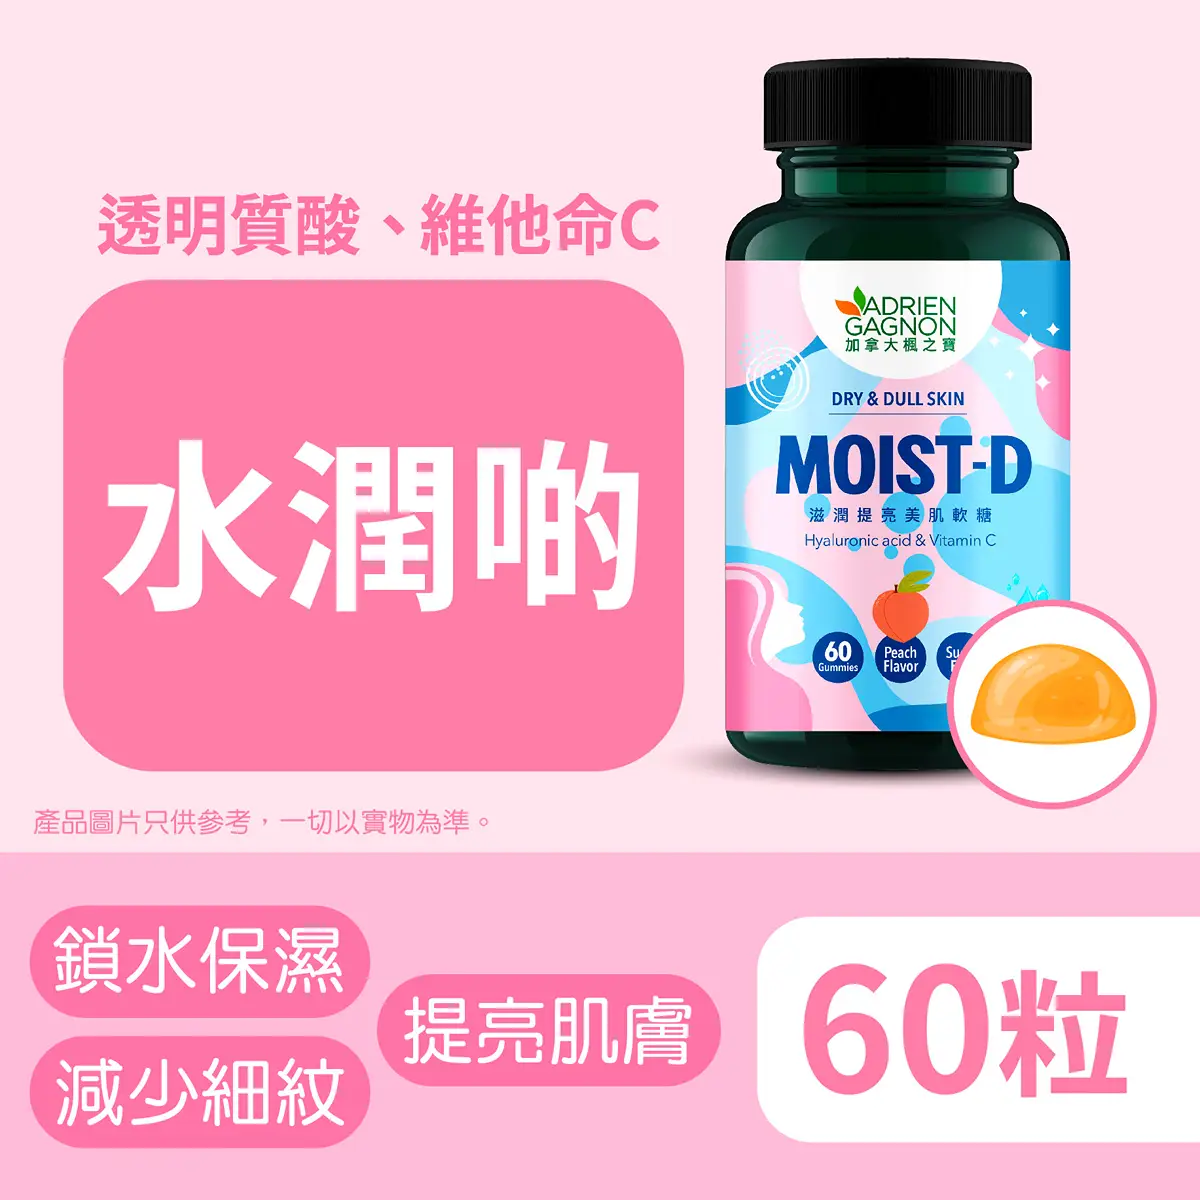 透明質酸、維他命C
水潤啲
ADRIEN
GAGNON
加拿大楓之寶
DRY & DULL SKIN
MOIST-D
滋潤提亮美肌軟糖
Hyaluronic acid & Vitamin C
60
Gummies
Peach
Flavor
產品圖片只供參考，一切以實物為準。
鎖水保濕
減少細紋
提亮肌膚
60粒